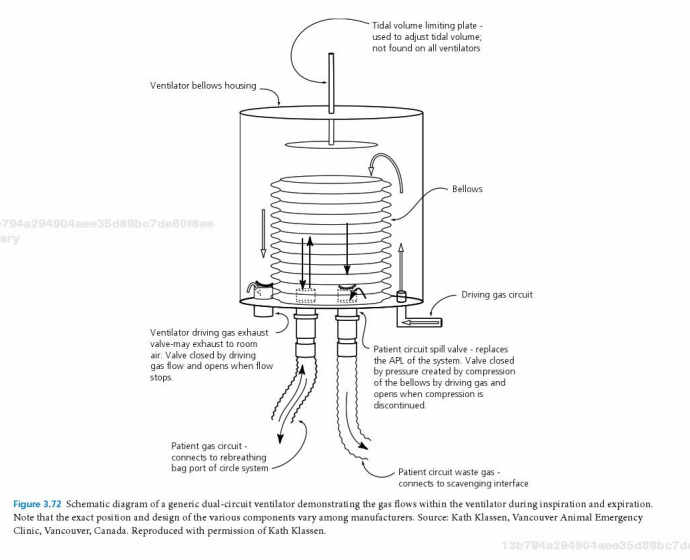 Tidal volume limiting plate -
used to adjust tidal volume;
not found on all ventilators
Ventilator bellows housing
Bellows
Driving gas circuit
Ventilator driving gas exhaust
valve-may exhaust to room
air. Valve closed by driving
gas flow and opens when flow
stops.
Patient circuit spill valve - replaces
the APL of the system. Valve closed
by pressure created by compression
of the bellows by driving gas and
opens when compression is
discontinued.
Patient gas circuit -
connects to rebreathing
bag port of circle system
Patient circuit waste gas -
connects to scavenging interface
Figure 3.72 Schematic diagram of a generic dual-circuit ventilator demonstrating the gas flows within the ventilator during inspiration and expiration.
Note that the exact position and design of the various components vary among manufacturers. Source: Kath Klassen, Vancouver Animal Emergency
Clinic, Vancouver, Canada. Reproduced with permission of Kath Klassen.